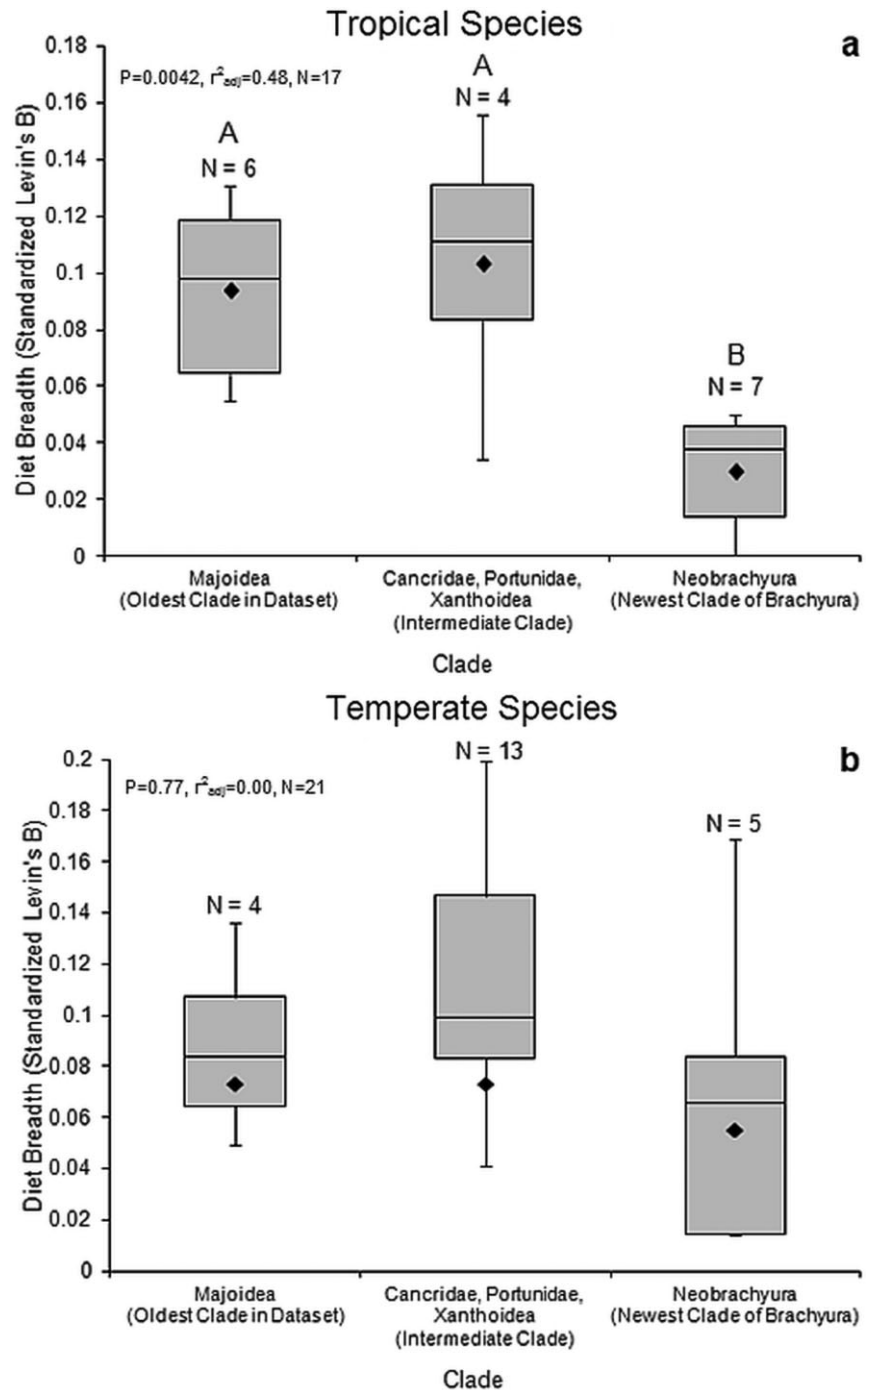 Tropical Species
a
0.18
0.16
0.14
0.12
0.1
0.08
0.06
0.04
0.02
0
Diet Breadth (Standardized Levin's B)
P=0.0042, r²adj=0.48, N=17
A
N = 6
A
N = 4
B
N = 7
Majoidea
(Oldest Clade in Dataset)
Cancridae, Portunidae,
Xanthoidea
(Intermediate Clade)
Neobrachyura
(Newest Clade of Brachyura)
Clade
Temperate Species
b
0.2
0.18
0.16
0.14
0.12
0.1
0.08
0.06
0.04
0.02
0
Diet Breadth (Standardized Levin's B)
P=0.77, r²adj=0.00, N=21
N = 4
N = 13
N = 5
Majoidea
(Oldest Clade in Dataset)
Cancridae, Portunidae,
Xanthoidea
(Intermediate Clade)
Neobrachyura
(Newest Clade of Brachyura)
Clade